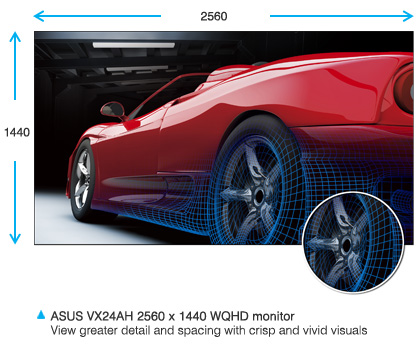 2560
1440
ASUS VX24AH 2560 x 1440 WQHD monitor
View greater detail and spacing with crisp and vivid visuals